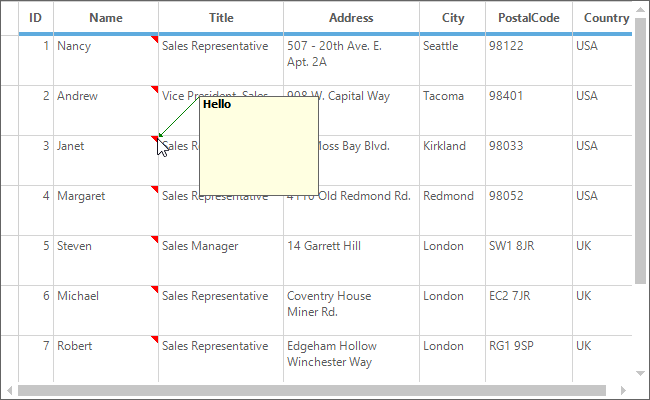 ID Name Title Address City PostalCode Country
1 Nancy Sales Representative 507 - 20th Ave. E. Seattle 98122 USA
Apt. 2A
2 Andrew Vice President, Sales 908 W. Capital Way Tacoma 98401 USA
Hello
3 Janet Sales Moss Bay Blvd. Kirkland 98033 USA
4 Margaret Sales Representative 4110 Old Redmond Rd. Redmond 98052 USA
5 Steven Sales Manager 14 Garrett Hill London SW1 8JR UK
6 Michael Sales Representative Coventry House London EC2 7JR UK
Miner Rd.
7 Robert Sales Representative Edgeham Hollow London RG1 9SP UK
Winchester Way